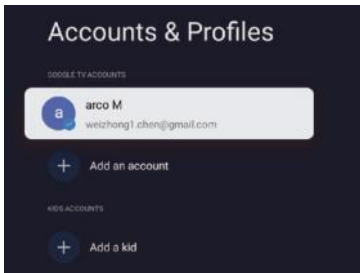 Accounts & Profiles
GOOGLE TV ACCOUNTS
a
arco M
weizhong1.chen@gmail.com
+ Add an account
KIDS ACCOUNTS
+ Add a kid